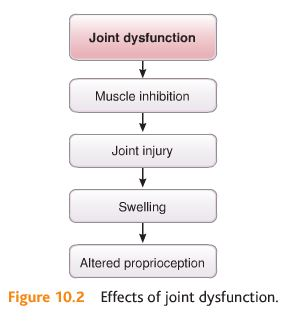 Joint dysfunction
Muscle inhibition
Joint injury
Swelling
Altered proprioception
Figure 10.2 Effects of joint dysfunction.